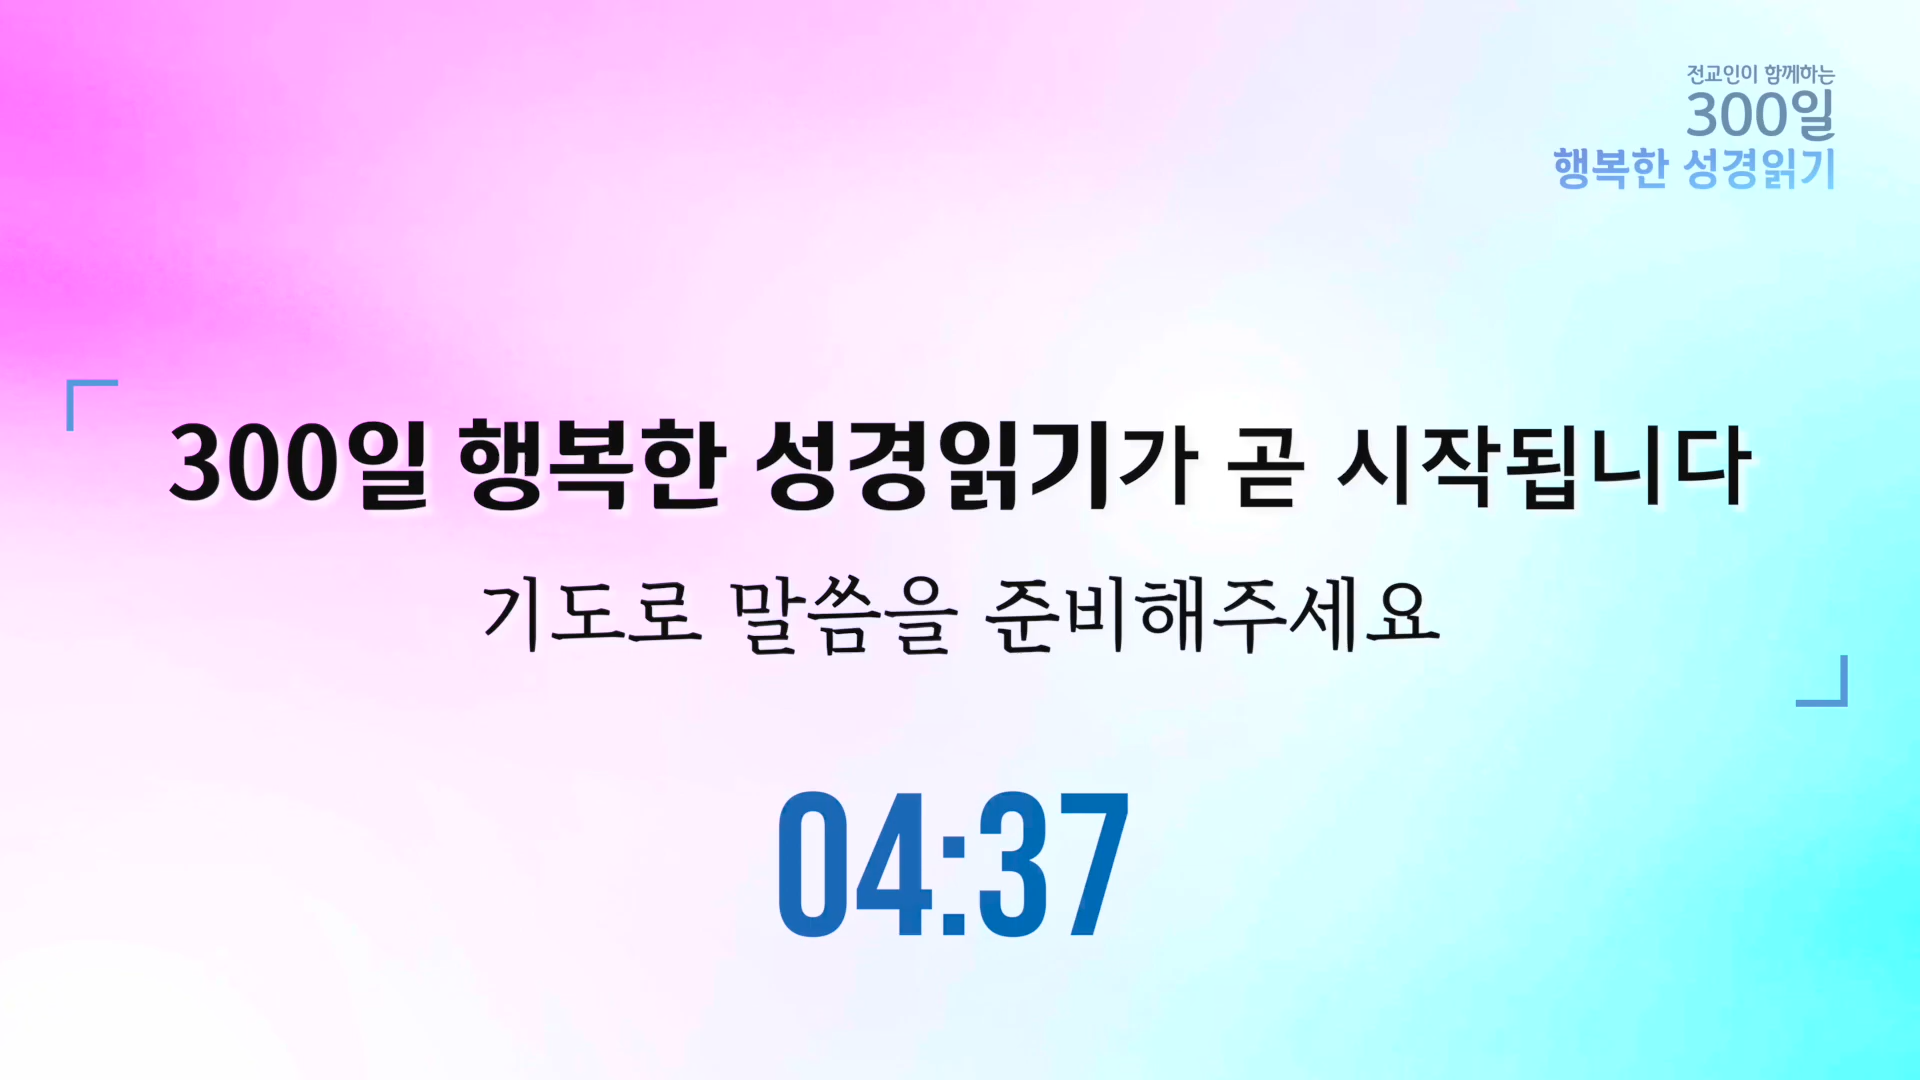 전교인이 함께하는
300일
행복한 성경읽기
300일 행복한 성경읽기가 곧 시작됩니다
기도로 말씀을 준비해주세요
04:37